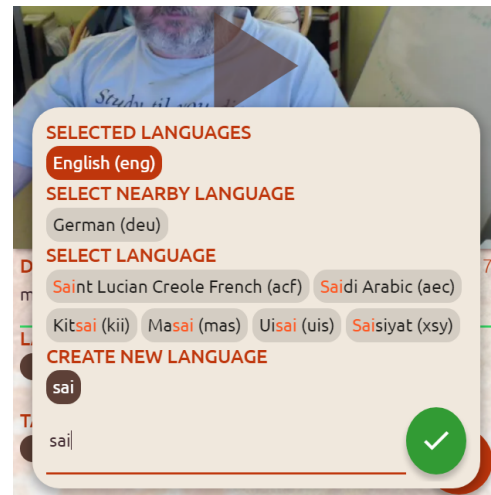 Study til you di
SELECTED LANGUAGES
English (eng)
SELECT NEARBY LANGUAGE
German (deu)
SELECT LANGUAGE
Saint Lucian Creole French (acf) Saidi Arabic (aec)
Kitsai (kii) Masai (mas) Uisai (uis) Saisiyat (xsy)
CREATE NEW LANGUAGE
sai
sai